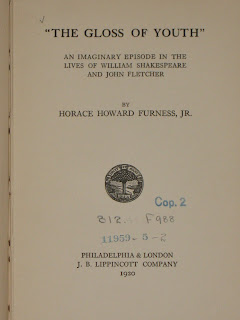 "THE GLOSS OF YOUTH"
AN IMAGINARY EPISODE IN THE
LIVES OF WILLIAM SHAKESPEARE
AND JOHN FLETCHER
BY
HORACE HOWARD FURNESS, JR.
Cop. 2
812.. F988
11959-5-2
PHILADELPHIA & LONDON
J. B. LIPPINCOTT COMPANY
1920